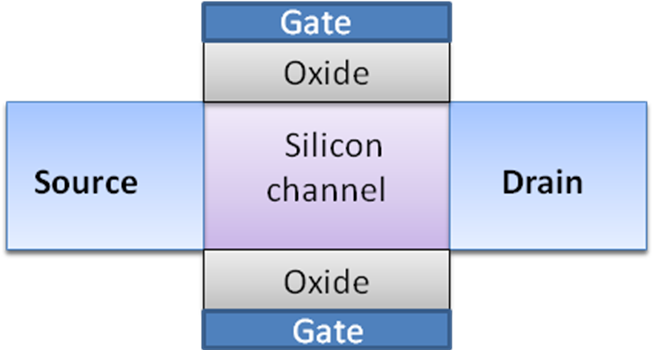 Gate
Oxide
Source
Silicon
channel
Drain
Oxide
Gate